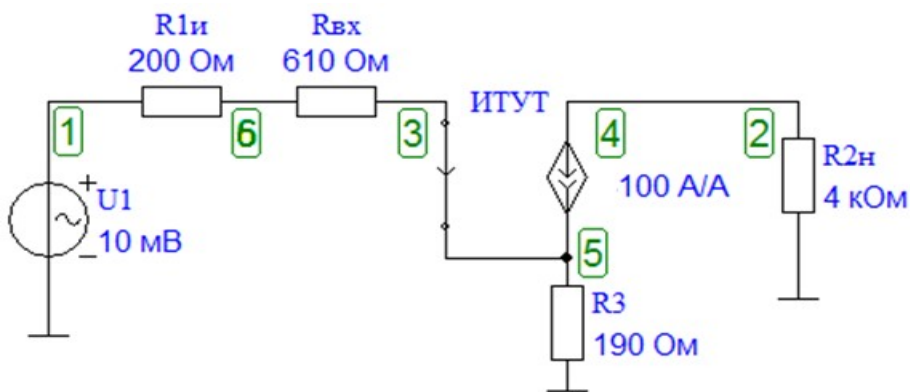 R1и
200 Ом
Rвх
610 Ом
ИТУТ
1
6
3
4
2
+
U1
10 мВ
−
100 А/А
R2н
4 кОм
5
R3
190 Ом